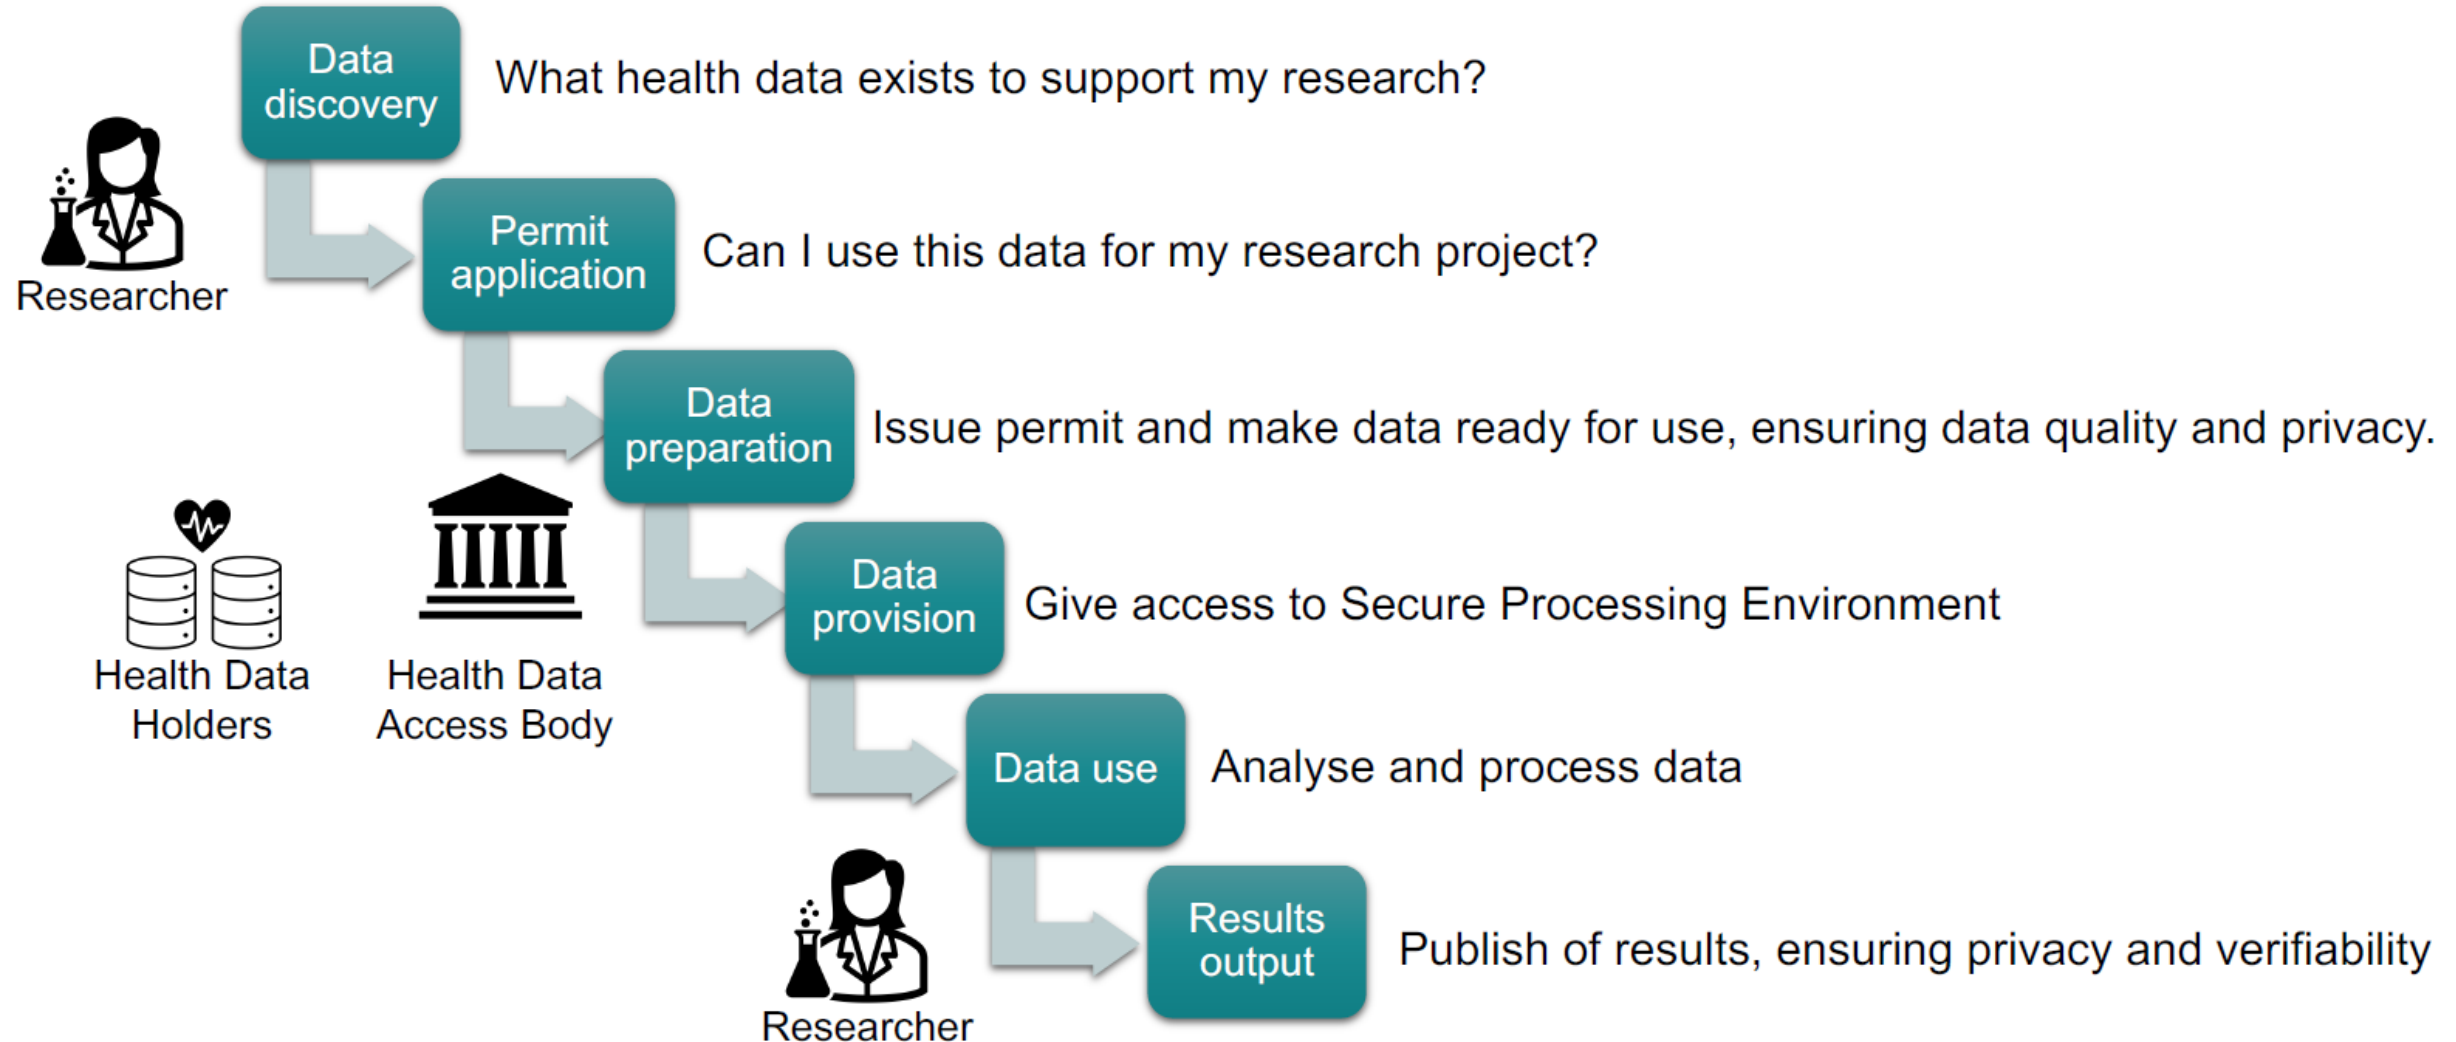 Data
discovery
What health data exists to support my research?
Researcher
Permit
application
Can I use this data for my research project?
Data
preparation
Issue permit and make data ready for use, ensuring data quality and privacy.
Health Data
Holders
Health Data
Access Body
Data
provision
Give access to Secure Processing Environment
Data use
Analyse and process data
Researcher
Results
output
Publish of results, ensuring privacy and verifiability